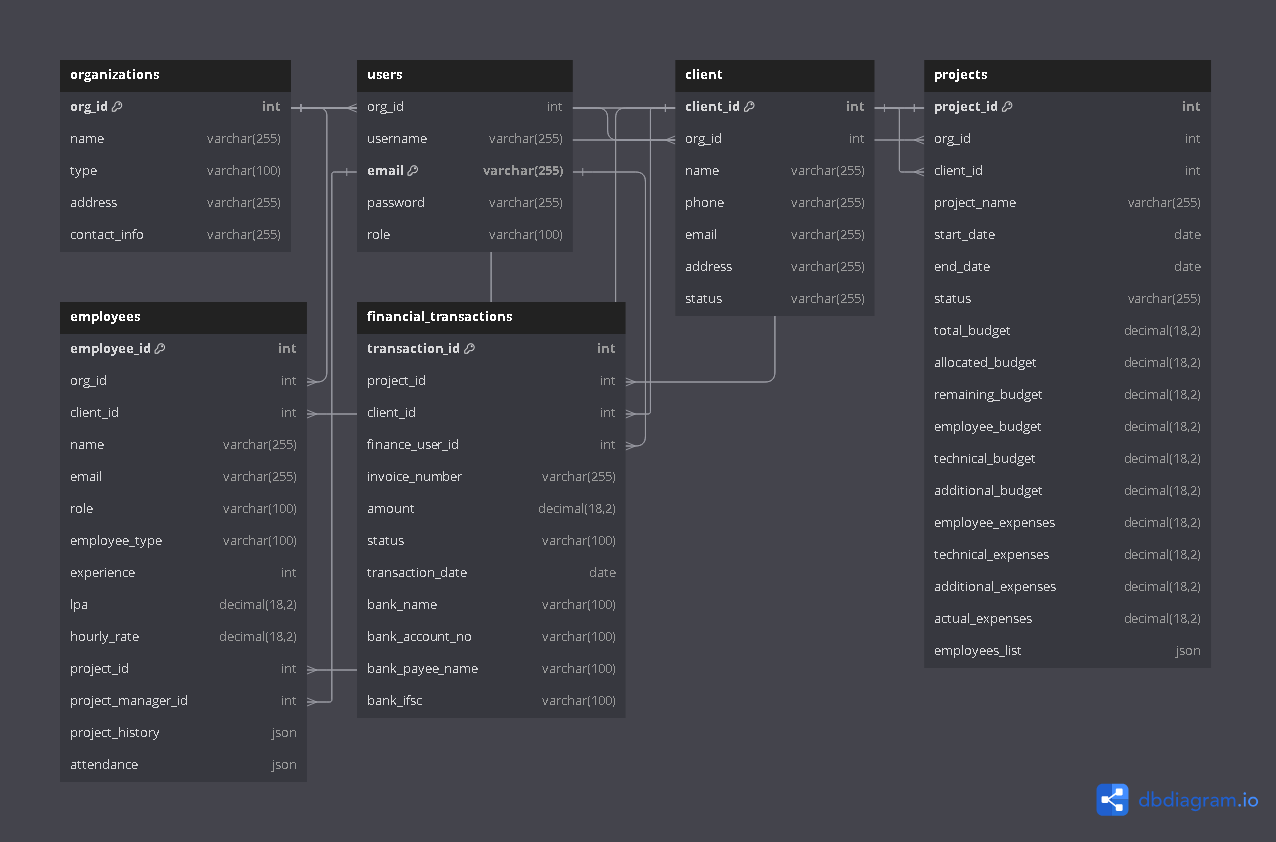 organizations
org_id int
name varchar(255)
type varchar(100)
address varchar(255)
contact_info varchar(255)
users
org_id int
username varchar(255)
email varchar(255)
password varchar(255)
role varchar(100)
client
client_id int
org_id int
name varchar(255)
phone varchar(255)
email varchar(255)
address varchar(255)
status varchar(255)
projects
project_id int
org_id int
client_id int
project_name varchar(255)
start_date date
end_date date
status varchar(255)
total_budget decimal(18,2)
allocated_budget decimal(18,2)
remaining_budget decimal(18,2)
employee_budget decimal(18,2)
technical_budget decimal(18,2)
additional_budget decimal(18,2)
employee_expenses decimal(18,2)
technical_expenses decimal(18,2)
additional_expenses decimal(18,2)
actual_expenses decimal(18,2)
employees_list json
employees
employee_id int
org_id int
client_id int
name varchar(255)
email varchar(255)
role varchar(100)
employee_type varchar(100)
experience int
lpa decimal(18,2)
hourly_rate decimal(18,2)
project_id int
project_manager_id int
project_history json
attendance json
financial_transactions
transaction_id int
project_id int
client_id int
finance_user_id int
invoice_number varchar(255)
amount decimal(18,2)
status varchar(100)
transaction_date date
bank_name varchar(100)
bank_account_no varchar(100)
bank_payee_name varchar(100)
bank_ifsc varchar(100)
dbdiagram.io